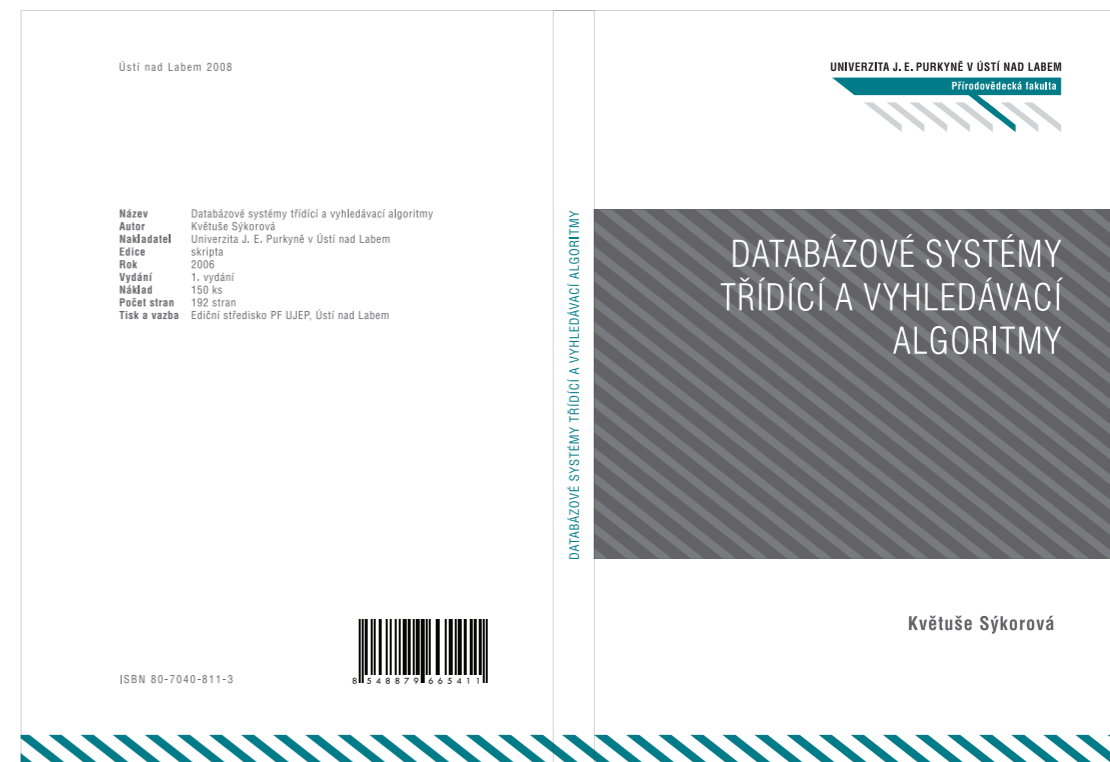 Ústí nad Labem 2008
Název Databázové systémy třídící a vyhledávací algoritmy
Autor Květuše Sýkorová
Nakladatel Univerzita J. E. Purkyně v Ústí nad Labem
Edice skripta
Rok 2006
Vydání 1. vydání
Náklad 150 ks
Počet stran 192 stran
Tisk a vazba Ediční středisko PF UJEP, Ústí nad Labem
ISBN 80-7040-811-3
8 548879 665411
DATABÁZOVÉ SYSTÉMY TŘÍDÍCÍ A VYHLEDÁVACÍ ALGORITMY
UNIVERZITA J. E. PURKYNĚ V ÚSTÍ NAD LABEM
Přírodovědecká fakulta
DATABÁZOVÉ SYSTÉMY
TŘÍDÍCÍ A VYHLEDÁVACÍ
ALGORITMY
Květuše Sýkorová